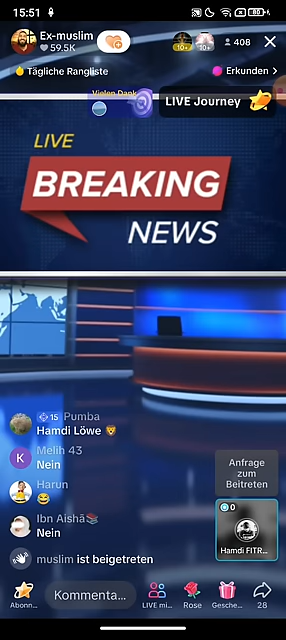 15:51
80
Ex-muslim
59.5K
10+
10+
408
Tägliche Rangliste
Erkunden
Vielen Dank
LIVE Journey
LIVE
BREAKING
NEWS
15 Pumba
Hamdi Löwe 🦁
K
Melih 43
Nein
Harun
😂
Ibn Aishā📚
Nein
👋 muslim ist beigetreten
Anfrage
zum
Beitreten
0
Hamdi FITR...
Abonn...
Kommenta...
LIVE mi...
Rose
Gesche...
28